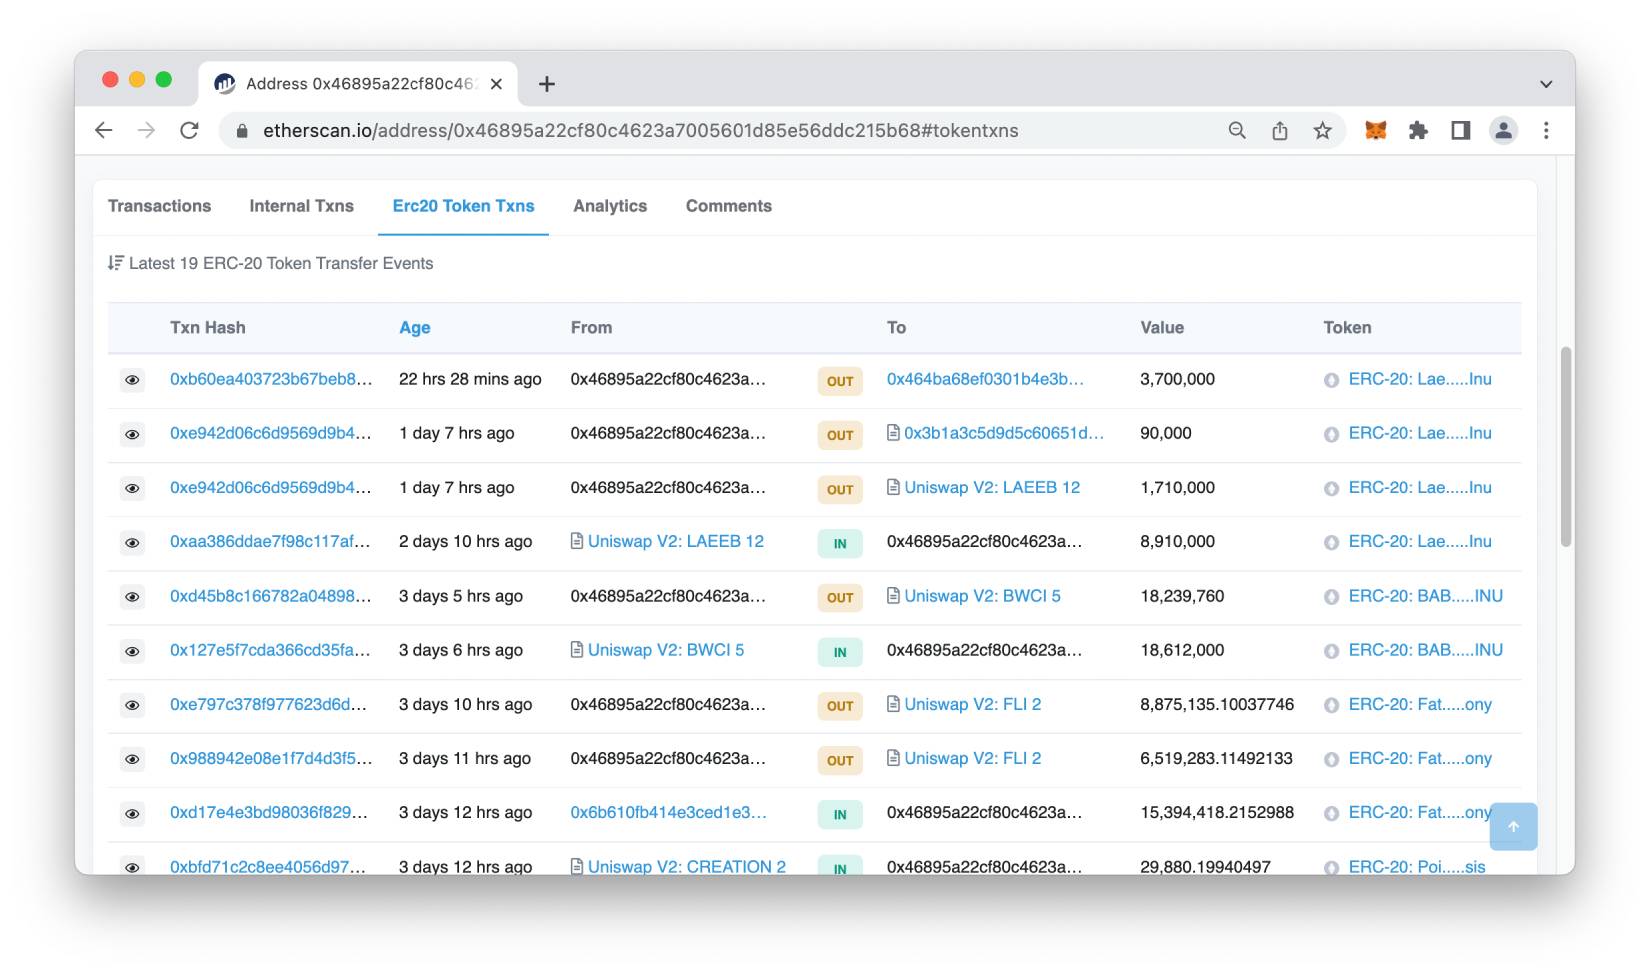 Address 0x46895a22cf80c462
etherscan.io/address/0x46895a22cf80c4623a7005601d85e56ddc215b68#tokentxns
Transactions Internal Txns Erc20 Token Txns Analytics Comments
Latest 19 ERC-20 Token Transfer Events
Txn Hash Age From To Value Token
0xb60ea403723b67beb8... 22 hrs 28 mins ago 0x46895a22cf80c4623a... OUT 0x464ba68ef0301b4e3b... 3,700,000 ERC-20: Lae.....Inu
0xe942d06c6d9569d9b4... 1 day 7 hrs ago 0x46895a22cf80c4623a... OUT 0x3b1a3c5d9d5c60651d... 90,000 ERC-20: Lae.....Inu
0xe942d06c6d9569d9b4... 1 day 7 hrs ago 0x46895a22cf80c4623a... OUT Uniswap V2: LAEEB 12 1,710,000 ERC-20: Lae.....Inu
0xaa386ddae7f98c117af... 2 days 10 hrs ago Uniswap V2: LAEEB 12 IN 0x46895a22cf80c4623a... 8,910,000 ERC-20: Lae.....Inu
0xd45b8c166782a04898... 3 days 5 hrs ago 0x46895a22cf80c4623a... OUT Uniswap V2: BWCI 5 18,239,760 ERC-20: BAB.....INU
0x127e5f7cda366cd35fa... 3 days 6 hrs ago Uniswap V2: BWCI 5 IN 0x46895a22cf80c4623a... 18,612,000 ERC-20: BAB.....INU
0xe797c378f977623d6d... 3 days 10 hrs ago 0x46895a22cf80c4623a... OUT Uniswap V2: FLI 2 8,875,135.10037746 ERC-20: Fat.....ony
0x988942e08e1f7d4d3f5... 3 days 11 hrs ago 0x46895a22cf80c4623a... OUT Uniswap V2: FLI 2 6,519,283.11492133 ERC-20: Fat.....ony
0xd17e4e3bd98036f829... 3 days 12 hrs ago 0x6b610fb414e3ced1e3... IN 0x46895a22cf80c4623a... 15,394,418.2152988 ERC-20: Fat.....ony
0xbfd71c2c8ee4056d97... 3 days 12 hrs ago Uniswap V2: CREATION 2 IN 0x46895a22cf80c4623a... 29,880.19940497 ERC-20: Poi.....sis